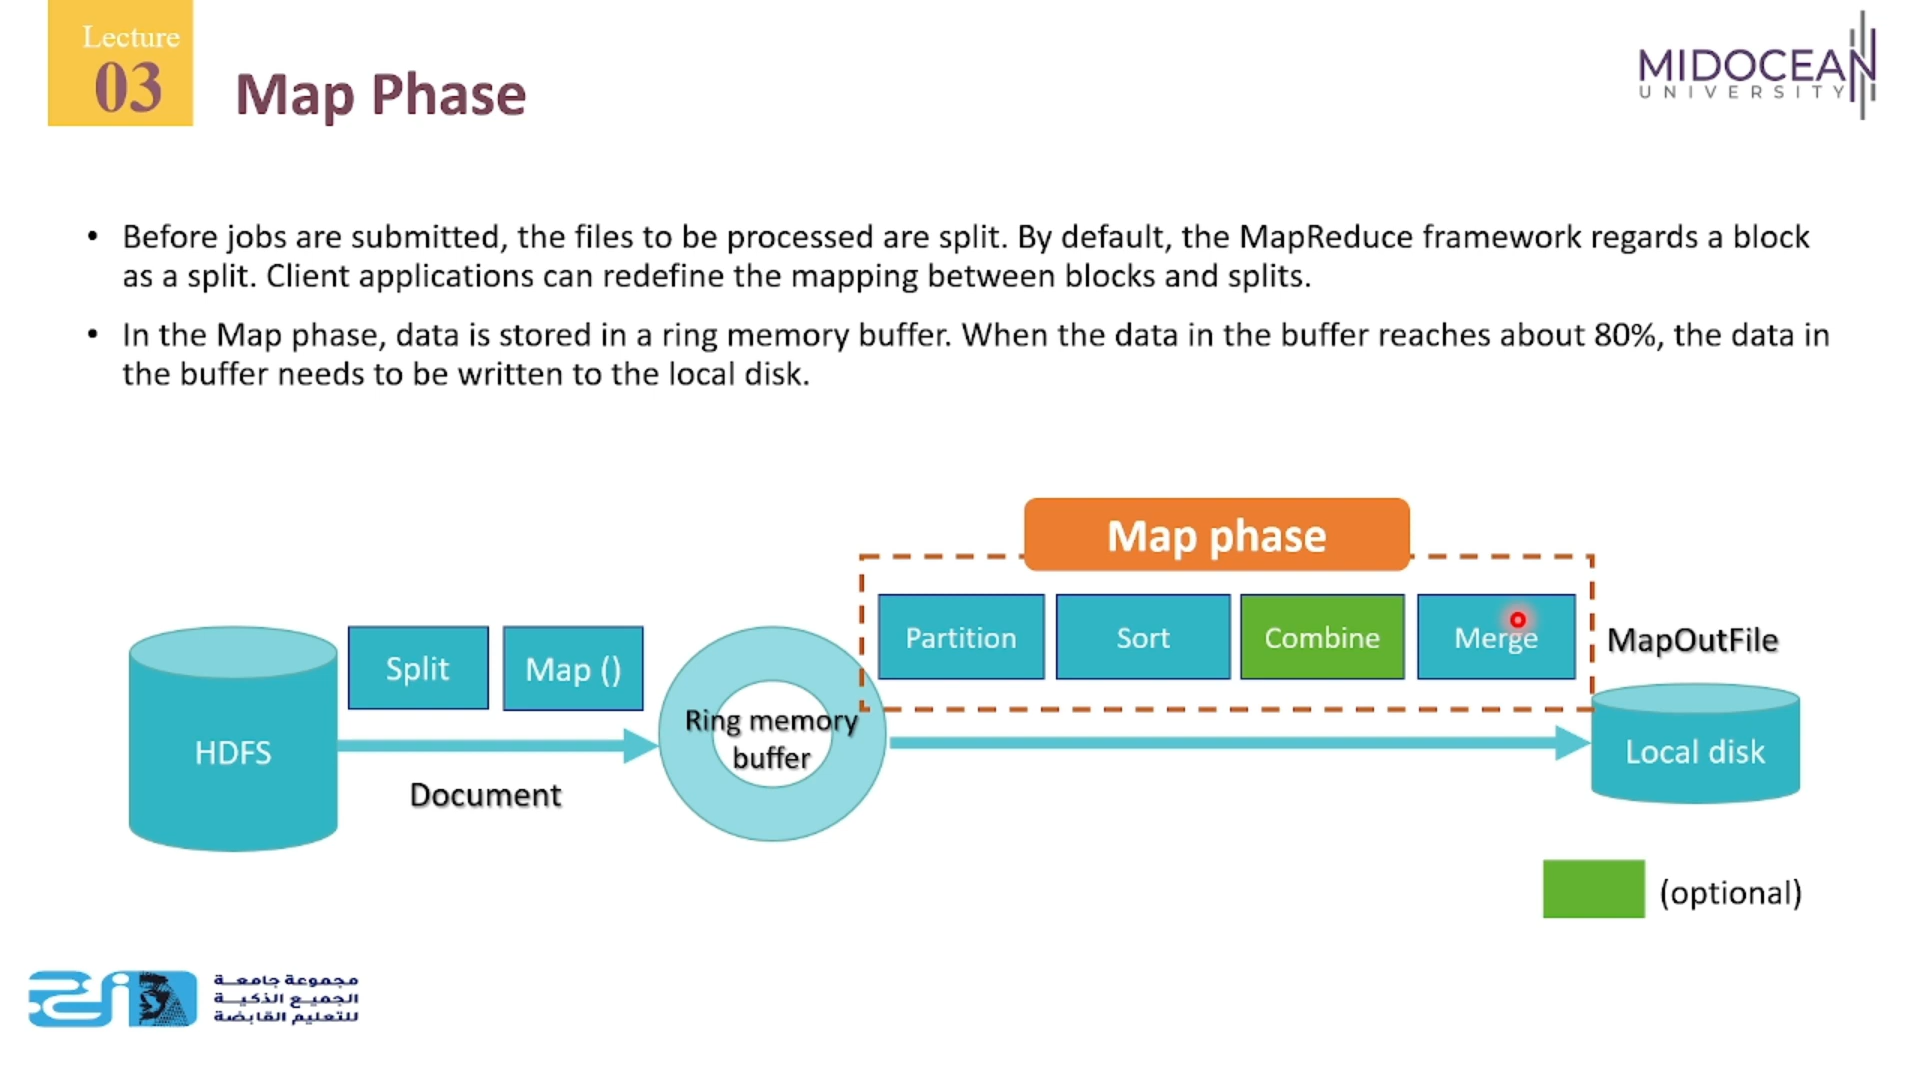 Lecture
03
Map Phase
MIDOCEAN
UNIVERSITY
• Before jobs are submitted, the files to be processed are split. By default, the MapReduce framework regards a block
as a split. Client applications can redefine the mapping between blocks and splits.
• In the Map phase, data is stored in a ring memory buffer. When the data in the buffer reaches about 80%, the data in
the buffer needs to be written to the local disk.
Map phase
Partition
Sort
Combine
Merge
MapOutFile
Split
Map ()
HDFS
Document
Ring memory
buffer
Local disk
(optional)
مجموعة جامعة
الجميع الذكية
للتعليم القابضة